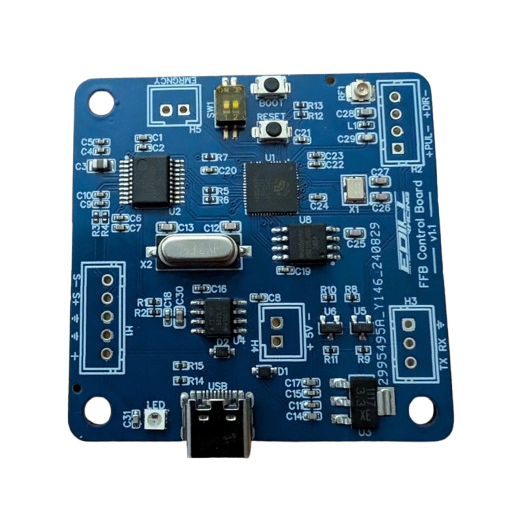 EMRGNCY
H5
SW1
BOOT
RESET
R13
R12
C21
RF1
C28
L1
C29
+PUL-
+DIR-
H2
C5
C4
C3
C1
C2
C10
C9
R3
R4
C6
C7
U2
R7
C20
R5
R6
U1
C23
C22
C24
C27
X1
C26
C13
C12
X2
U8
C25
C19
FFB Control Board
v1.1
2995495A_Y146_240829
+S
-S
H1
R1
R2
C18
C30
C16
U4
D2
C8
H4
+ 5V -
D1
R10
R8
U6
U5
R11
R9
H3
TX RX
R15
R14
USB
LED
C31
C17
C15
C11
C14
U3